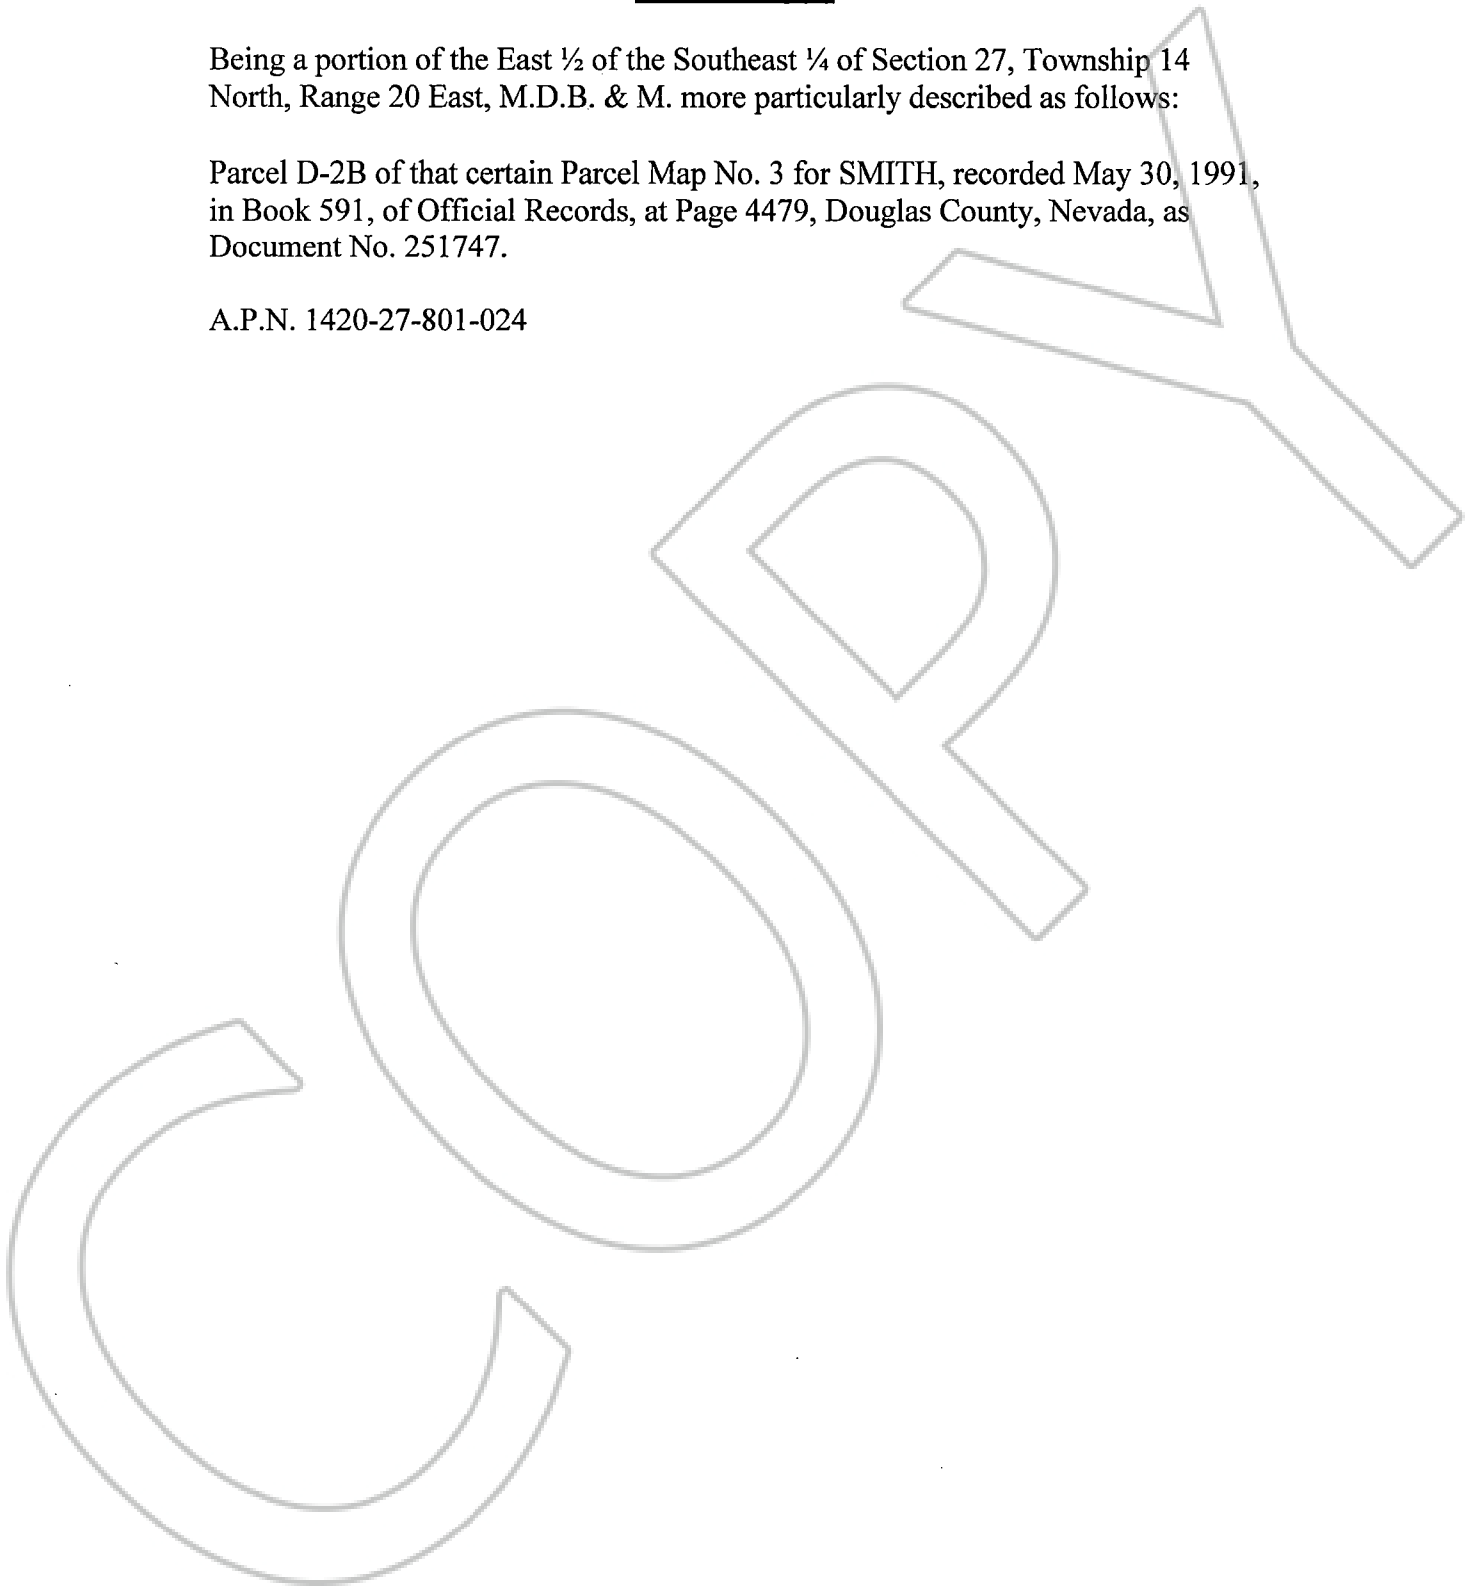 Being a portion of the East ½ of the Southeast ¼ of Section 27, Township 14
North, Range 20 East, M.D.B. & M. more particularly described as follows:
Parcel D-2B of that certain Parcel Map No. 3 for SMITH, recorded May 30, 1991,
in Book 591, of Official Records, at Page 4479, Douglas County, Nevada, as
Document No. 251747.
A.P.N. 1420-27-801-024
COPY